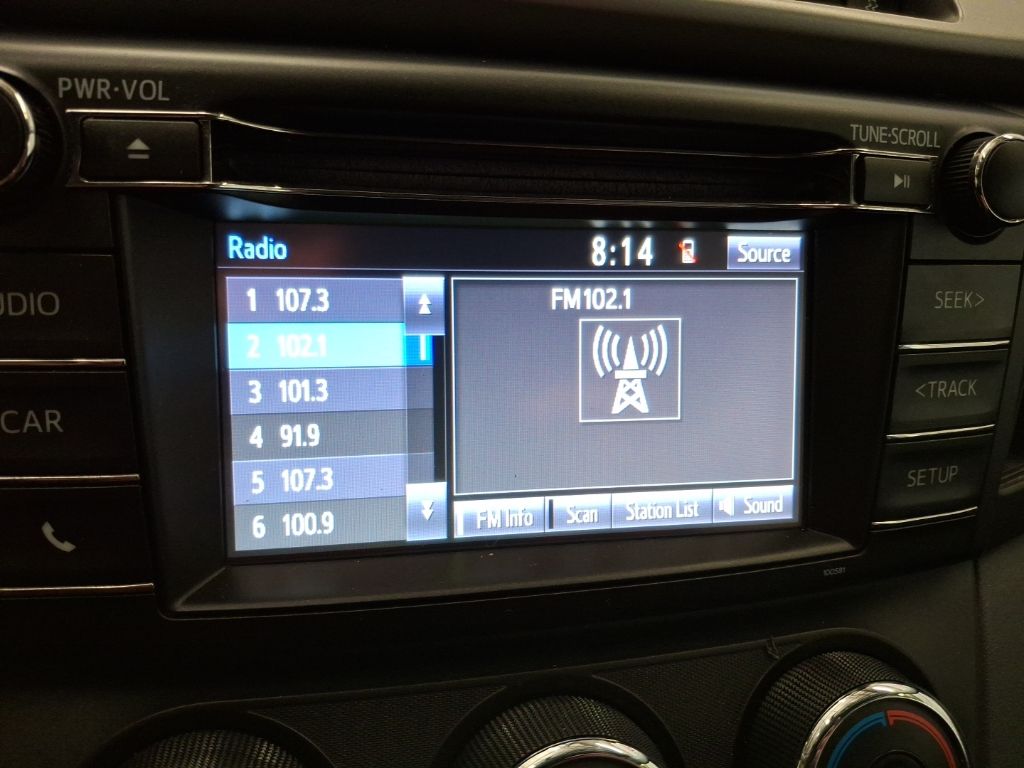 PWR·VOL
TUNE·SCROLL
Radio
8:14
Source
1 107.3
2 102.1
3 101.3
4 91.9
5 107.3
6 100.9
FM102.1
FM Info
Scan
Station List
Sound
UDIO
CAR
SEEK>
<TRACK
SETUP
100581